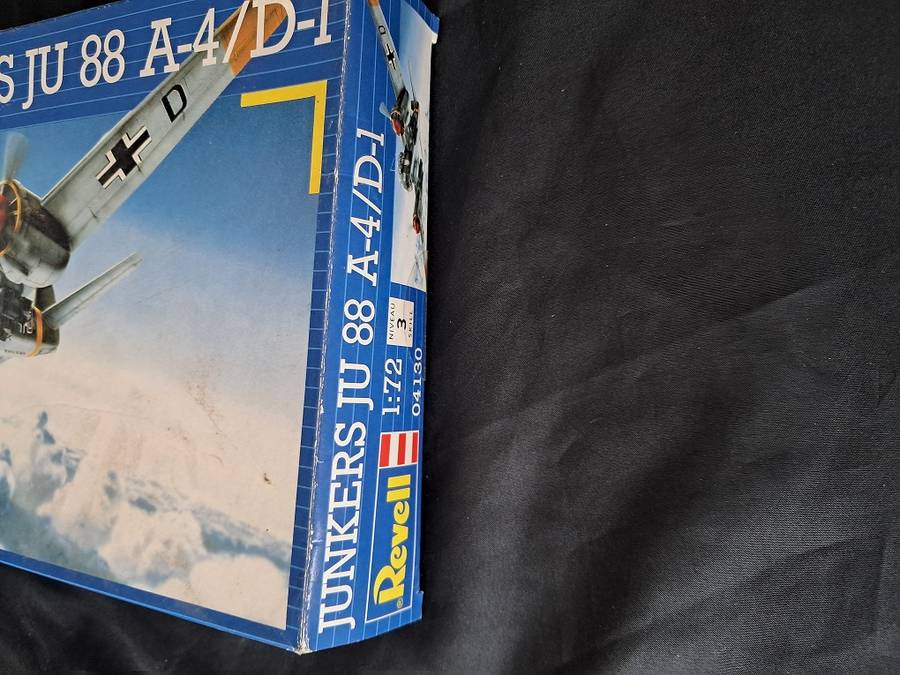 S JU 88 A-4/D-1
D
JUNKERS JU 88 A-4/D-1
NIVEAU
3
SKILL
1:72
04130
Revell®